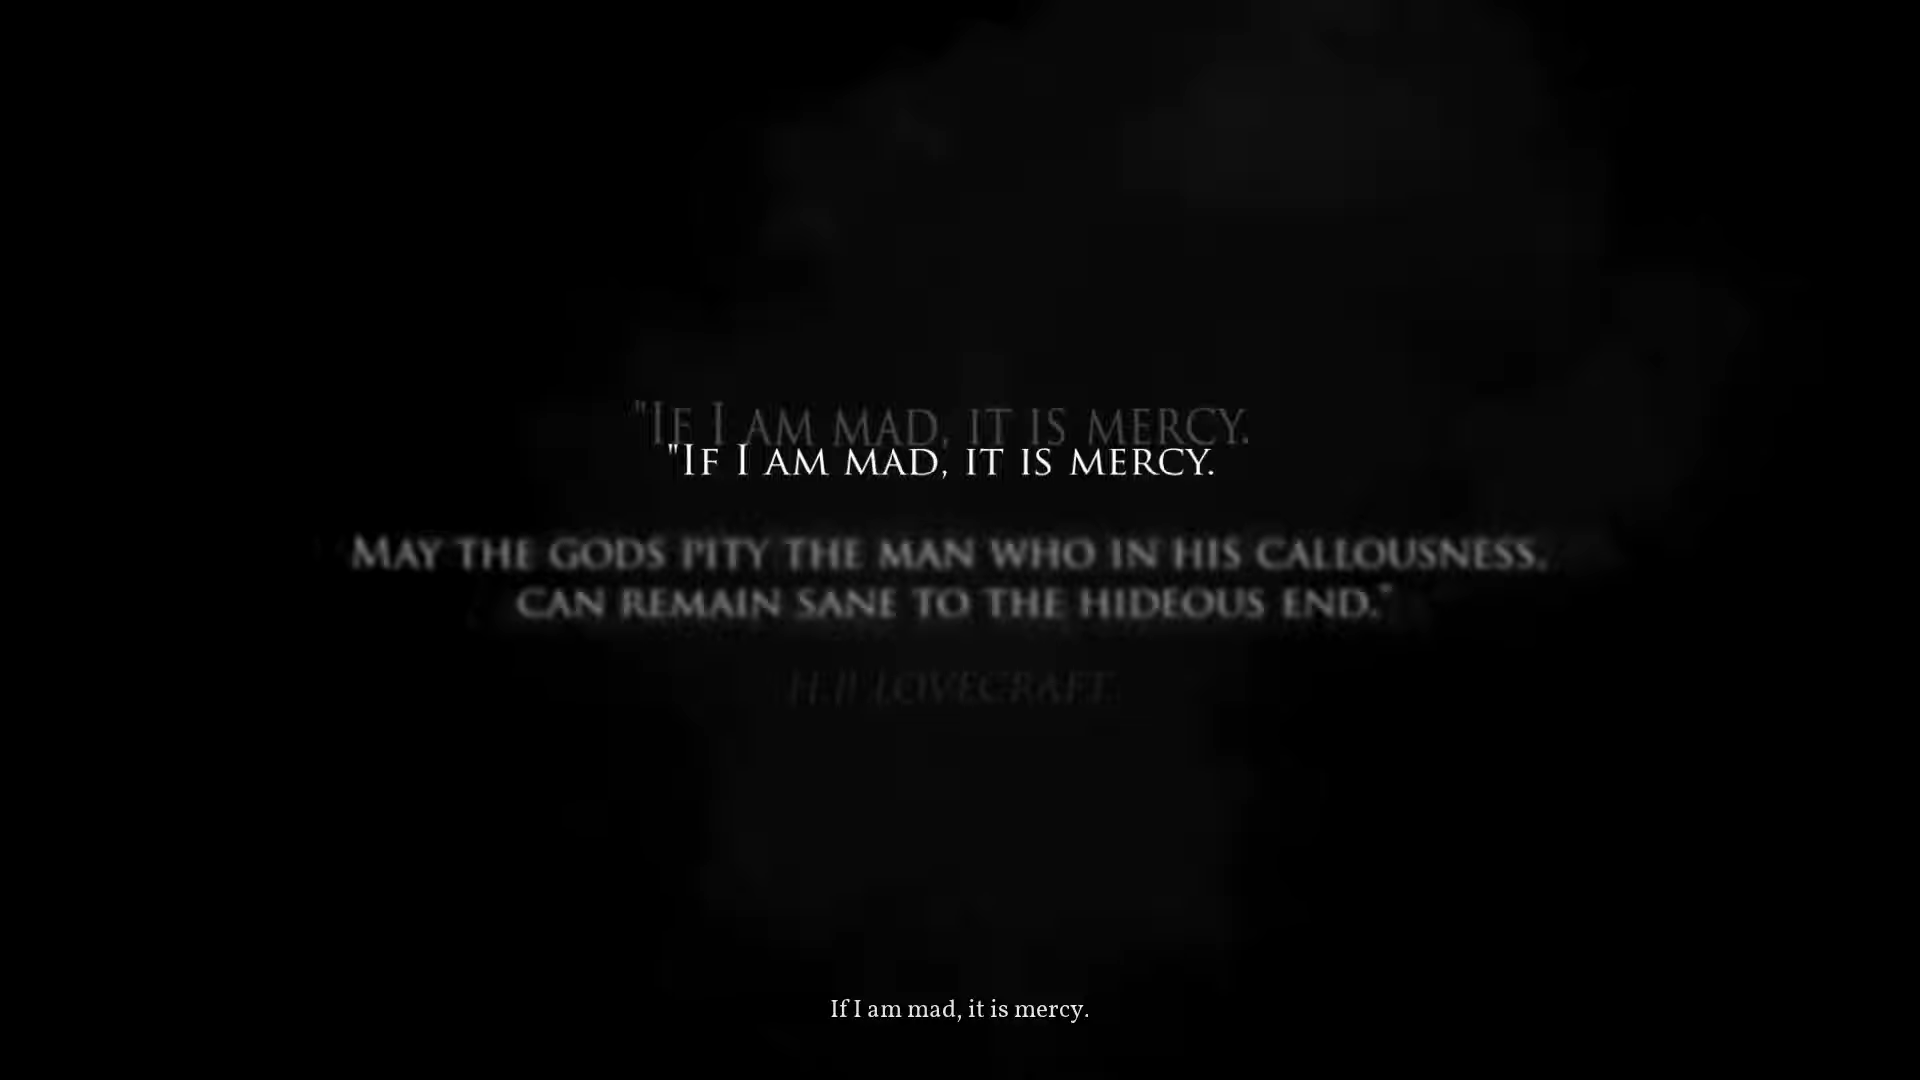 "IF I AM MAD, IT IS MERCY.
"IF I AM MAD, IT IS MERCY.
MAY THE GODS PITY THE MAN WHO IN HIS CALLOUSNESS,
CAN REMAIN SANE TO THE HIDEOUS END."
LOVECRAFT
If I am mad, it is mercy.